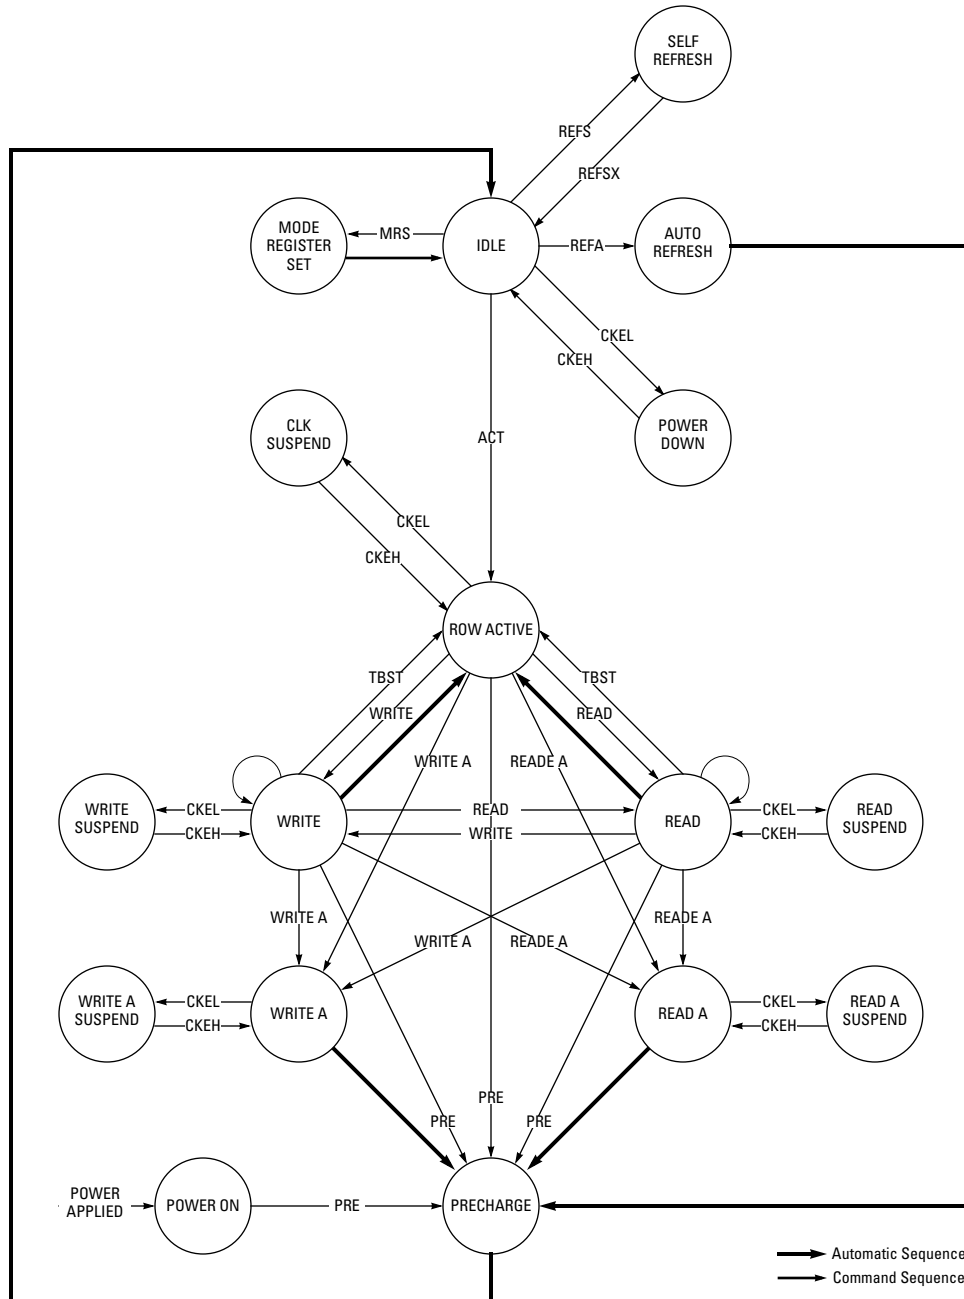 SELF
REFRESH
REFS
REFSX
MODE
REGISTER
SET
MRS
IDLE
REFA
AUTO
REFRESH
CKEL
CKEH
CLK
SUSPEND
ACT
POWER
DOWN
CKEL
CKEH
ROW ACTIVE
TBST
TBST
WRITE
READ
WRITE A
READE A
WRITE
SUSPEND
CKEL
CKEH
WRITE
READ
WRITE
READ
CKEL
CKEH
READ
SUSPEND
WRITE A
READE A
WRITE A
READE A
WRITE A
SUSPEND
CKEL
CKEH
WRITE A
READ A
CKEL
CKEH
READ A
SUSPEND
PRE
PRE
PRE
POWER
APPLIED
POWER ON
PRE
PRECHARGE
Automatic Sequence
Command Sequence